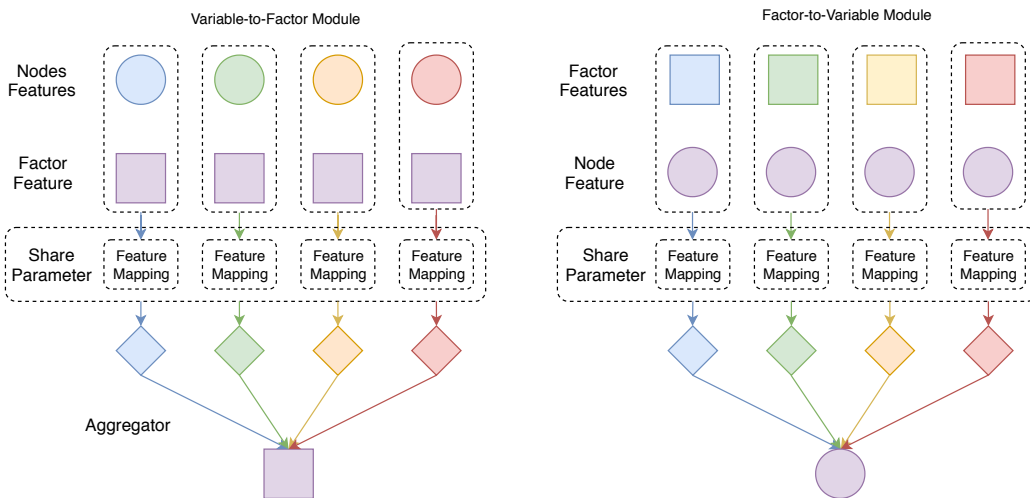 Variable-to-Factor Module
Nodes
Features
Factor
Feature
Share
Parameter
Feature
Mapping
Feature
Mapping
Feature
Mapping
Feature
Mapping
Aggregator
Factor-to-Variable Module
Factor
Features
Node
Feature
Share
Parameter
Feature
Mapping
Feature
Mapping
Feature
Mapping
Feature
Mapping